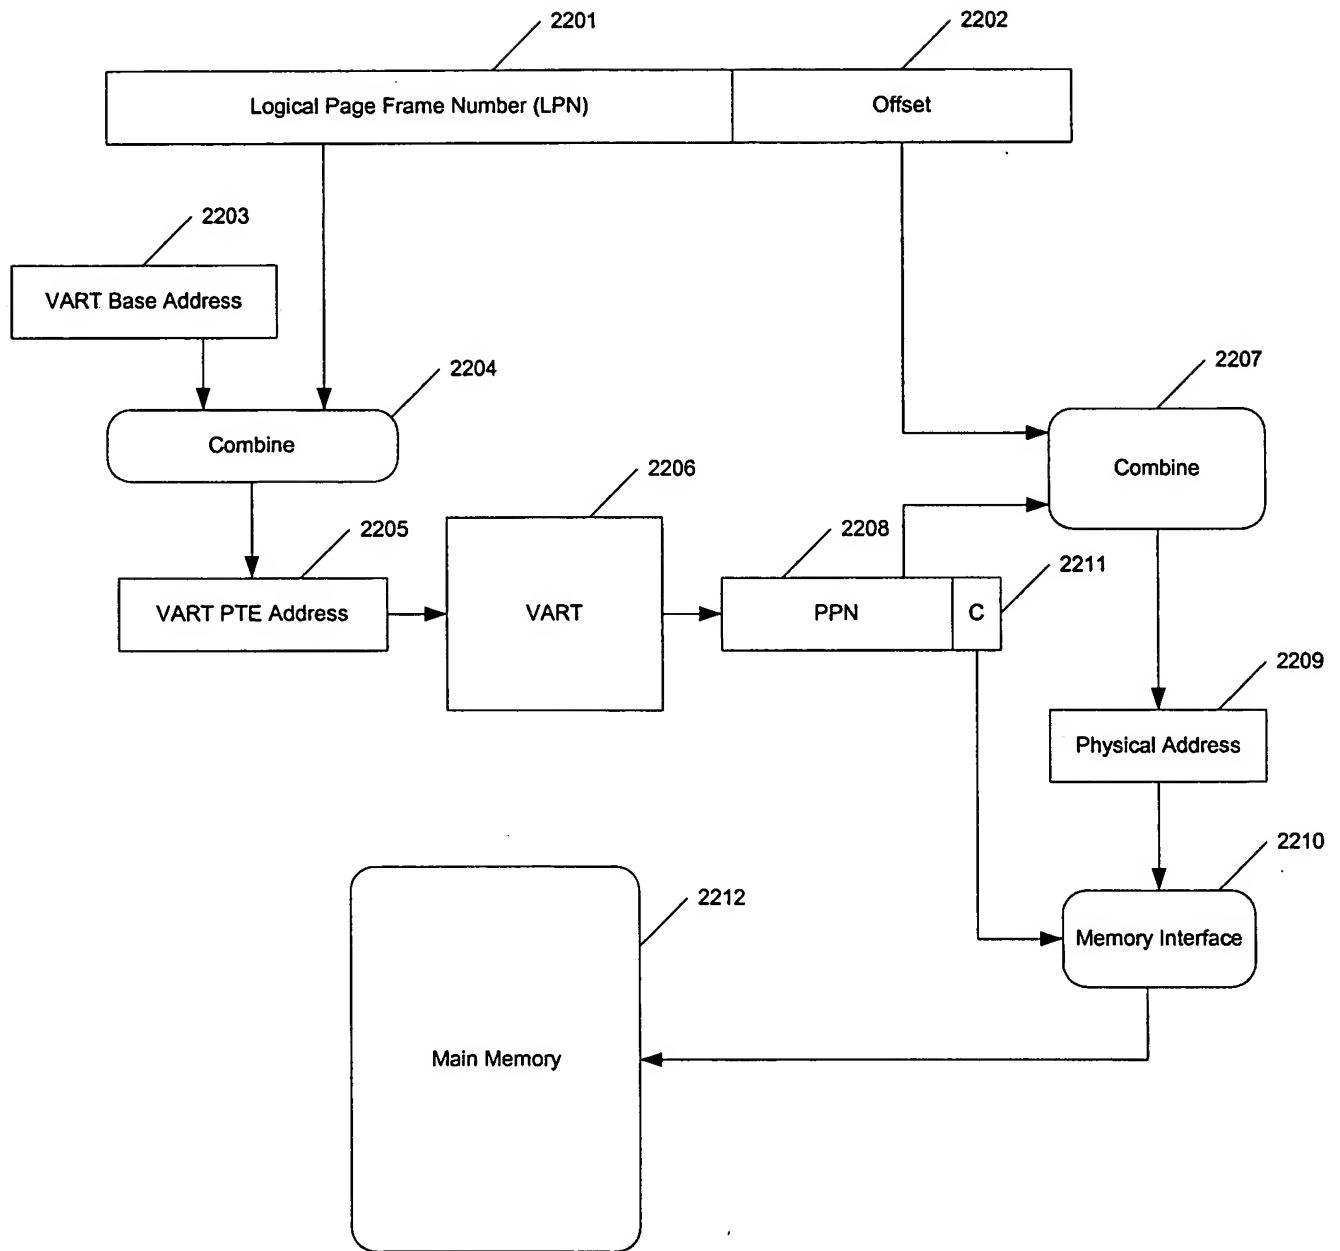 2201
2202
Logical Page Frame Number (LPN)
Offset
2203
VART Base Address
2204
2207
Combine
Combine
2206
2205
2208
2211
VART PTE Address
VART
PPN
C
2209
Physical Address
2210
2212
Memory Interface
Main Memory